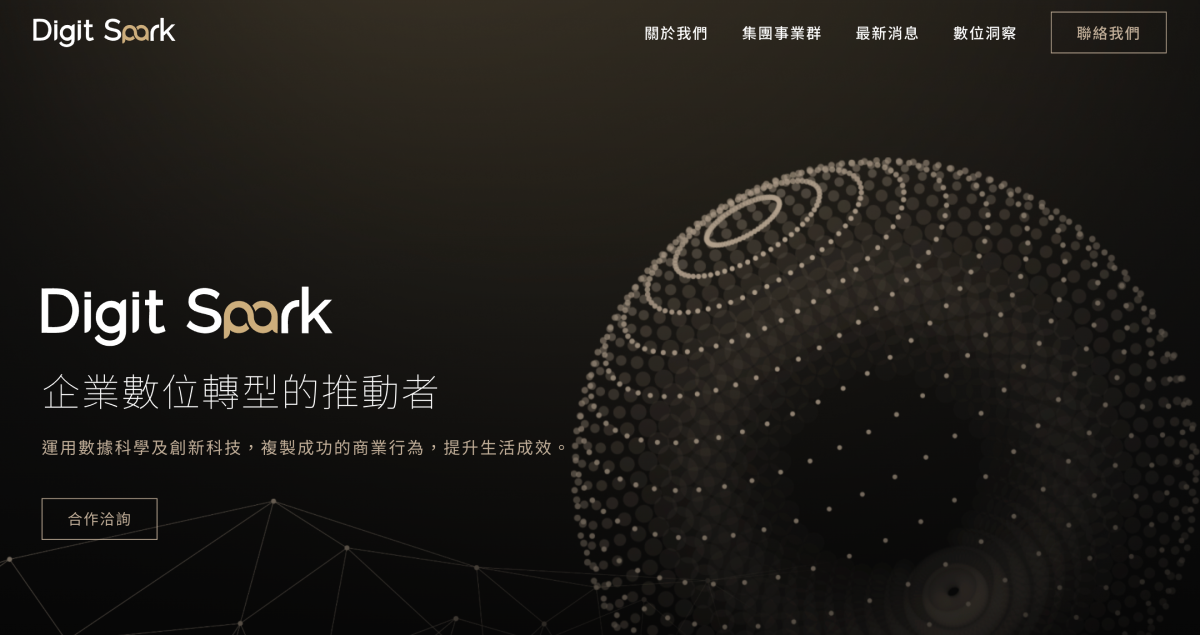 Digit Spark
關於我們
集團事業群
最新消息
數位洞察
聯絡我們
Digit Spark
企業數位轉型的推動者
運用數據科學及創新科技，複製成功的商業行為，提升生活成效。
合作洽詢